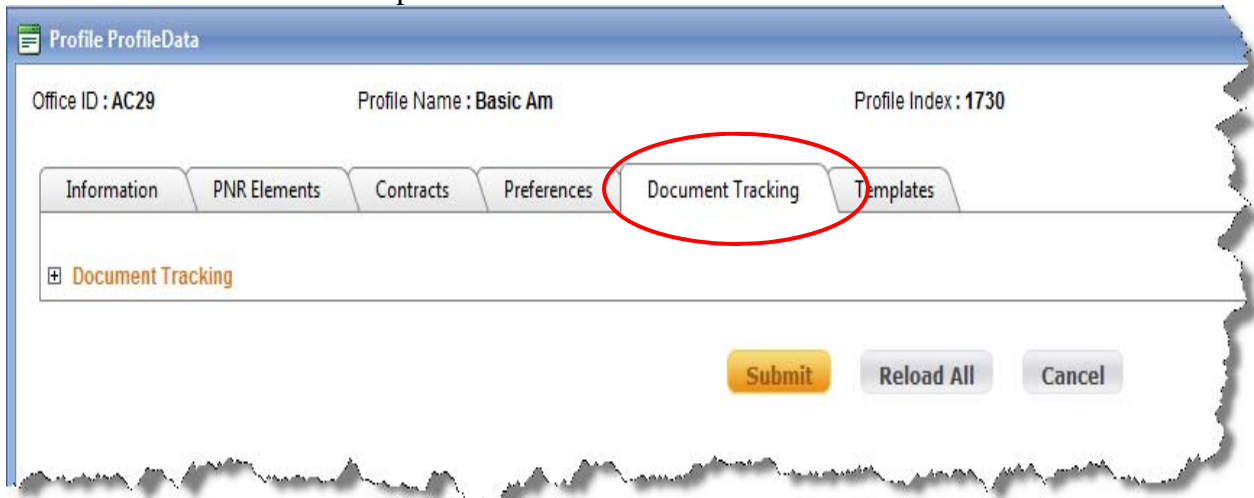 Profile ProfileData
Office ID : AC29 Profile Name : Basic Am Profile Index : 1730
Information PNR Elements Contracts Preferences Document Tracking Templates
Document Tracking
Submit Reload All Cancel